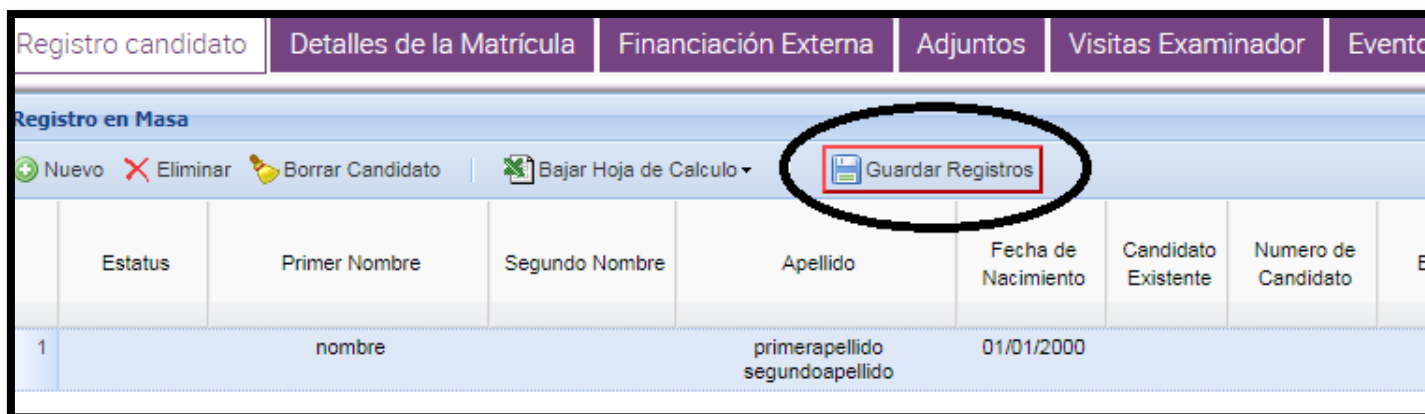 Registro candidato Detalles de la Matrícula Financiación Externa Adjuntos Visitas Examinador Evento
Registro en Masa
Nuevo Eliminar Borrar Candidato Bajar Hoja de Calculo Guardar Registros
Estatus Primer Nombre Segundo Nombre Apellido Fecha de Nacimiento Candidato Existente Numero de Candidato E
1 nombre primerapellido 01/01/2000
segundoapellido